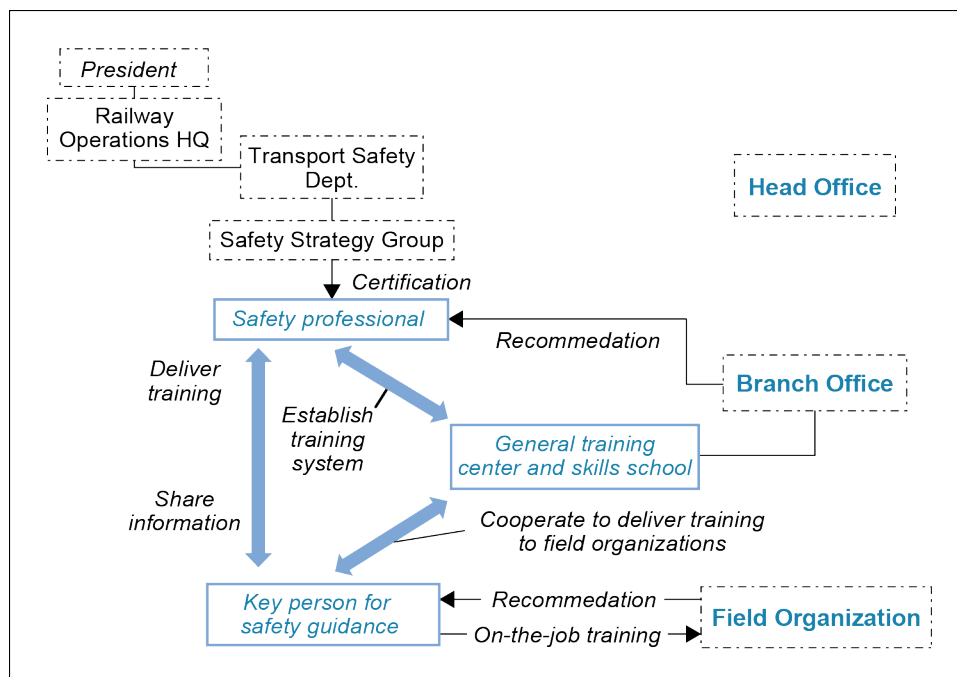 President
Railway
Operations HQ
Transport Safety
Dept.
Head Office
Safety Strategy Group
Certification
Safety professional
Recommedation
Deliver
training
Branch Office
Establish
training
system
General training
center and skills school
Share
information
Cooperate to deliver training
to field organizations
Key person for
safety guidance
Recommedation
On-the-job training
Field Organization